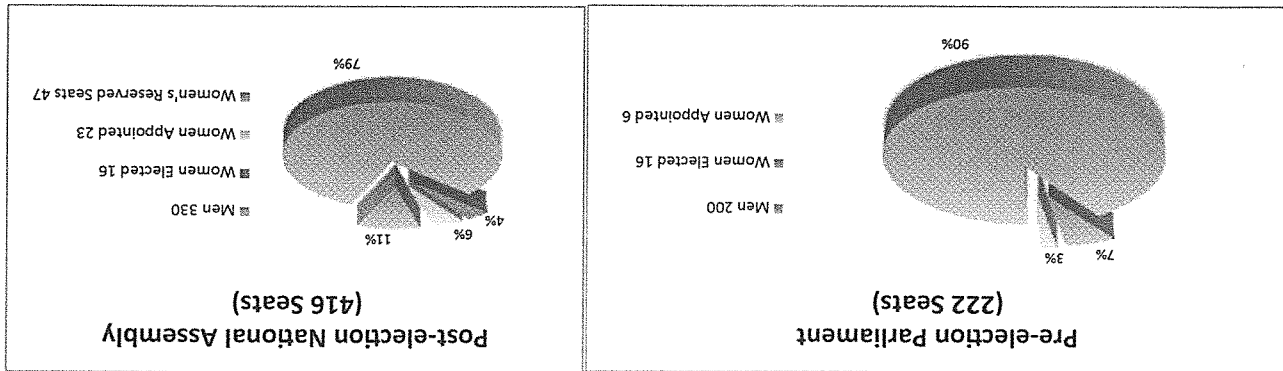 Pre-election Parliament
(222 Seats)
7%
3%
90%
Men 200
Women Elected 16
Women Appointed 6
Post-election National Assembly
(416 Seats)
4%
6%
11%
79%
Men 330
Women Elected 16
Women Appointed 23
Women's Reserved Seats 47